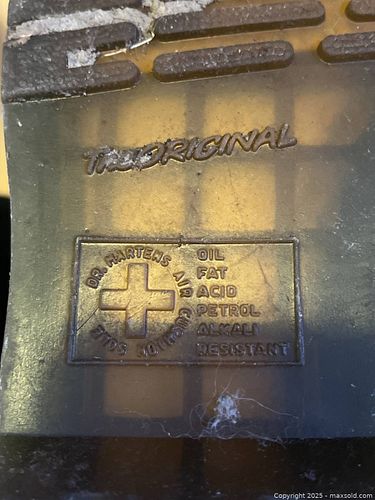 The ORIGINAL
DR. MARTENS AIR CUSHION SOLE
OIL
FAT
ACID
PETROL
ALKALI
RESISTANT
Copyright 2025 - maxsold.com